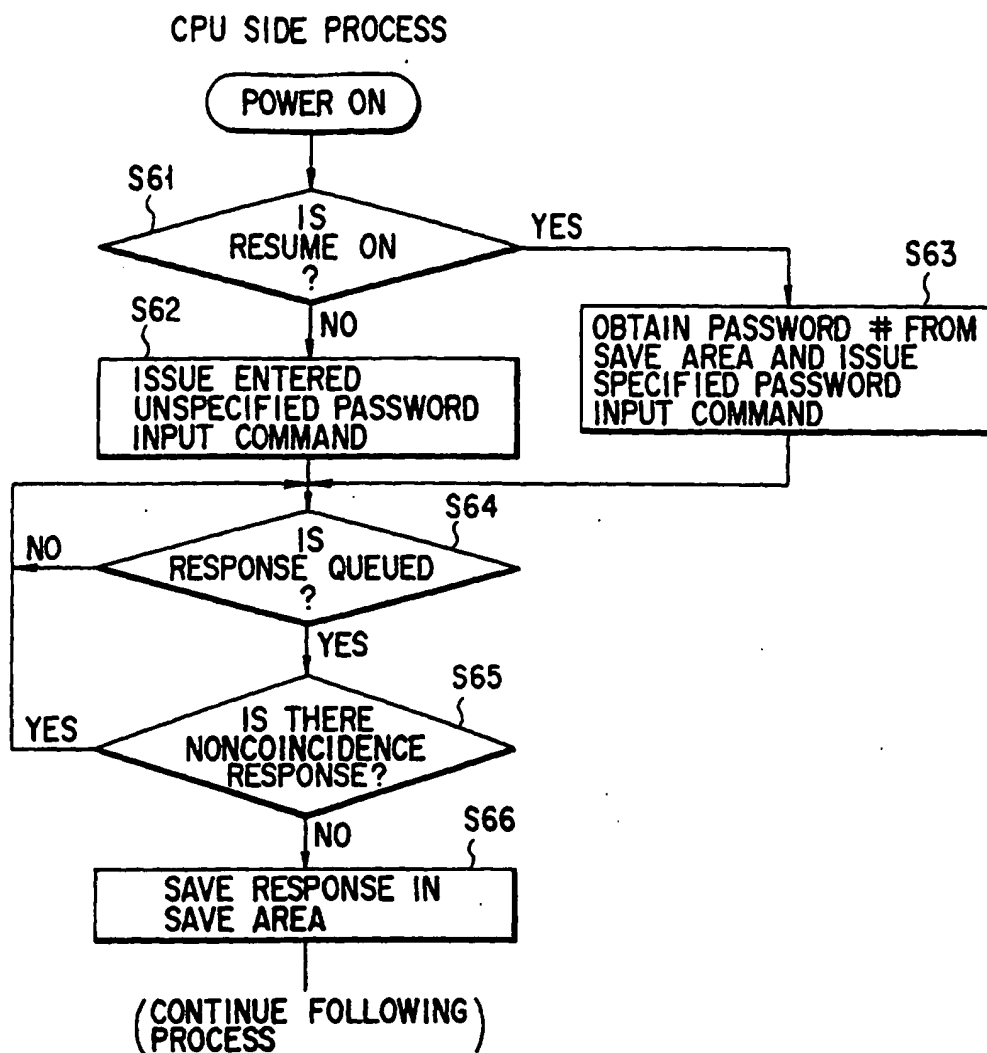 CPU SIDE PROCESS
POWER ON
S61
IS
RESUME ON
?
YES
NO
S63
OBTAIN PASSWORD # FROM
SAVE AREA AND ISSUE
SPECIFIED PASSWORD
INPUT COMMAND
S62
ISSUE ENTERED
UNSPECIFIED PASSWORD
INPUT COMMAND
S64
IS
RESPONSE QUEUED
?
NO
YES
S65
IS THERE
NONCOINCIDENCE
RESPONSE?
YES
NO
S66
SAVE RESPONSE IN
SAVE AREA
(CONTINUE FOLLOWING
PROCESS)